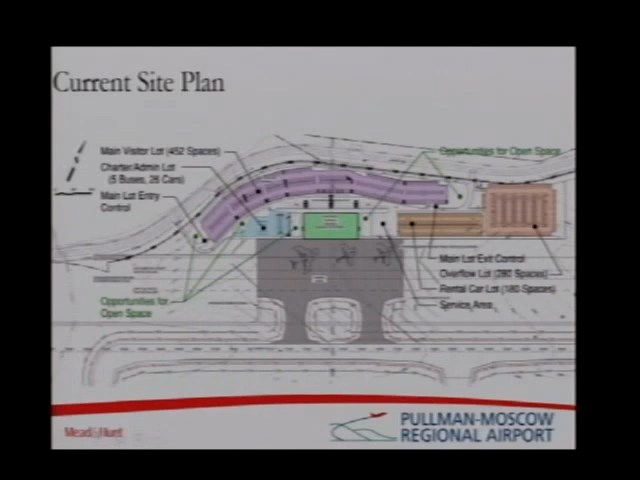 Current Site Plan
Main Visitor Lot (452 Spaces)
Charter/Admin Lot
(5 Buses, 26 Cars)
Main Lot Entry
Control
Opportunities for Open Space
Main Lot Exit Control
Overflow Lot (280 Spaces)
Rental Car Lot (180 Spaces)
Service Area
Opportunities for
Open Space
Mead&Hunt
PULLMAN-MOSCOW
REGIONAL AIRPORT